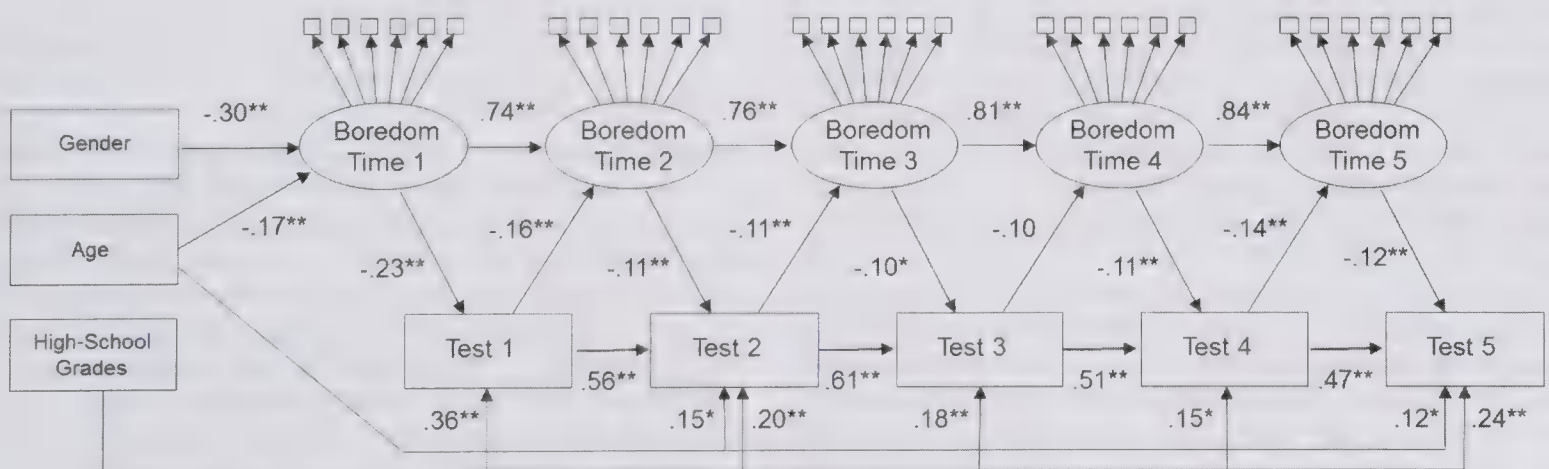 -.30**
.74**
.76**
.81**
.84**
Gender
Boredom
Time 1
Boredom
Time 2
Boredom
Time 3
Boredom
Time 4
Boredom
Time 5
Age
-.17**
-.23**
-.16**
-.11**
-.11**
-.10*
-.10
-.11**
-.14**
-.12**
High-School
Grades
Test 1
Test 2
Test 3
Test 4
Test 5
.56**
.61**
.51**
.47**
.36**
.15*
.20**
.18**
.15*
.12*
.24**